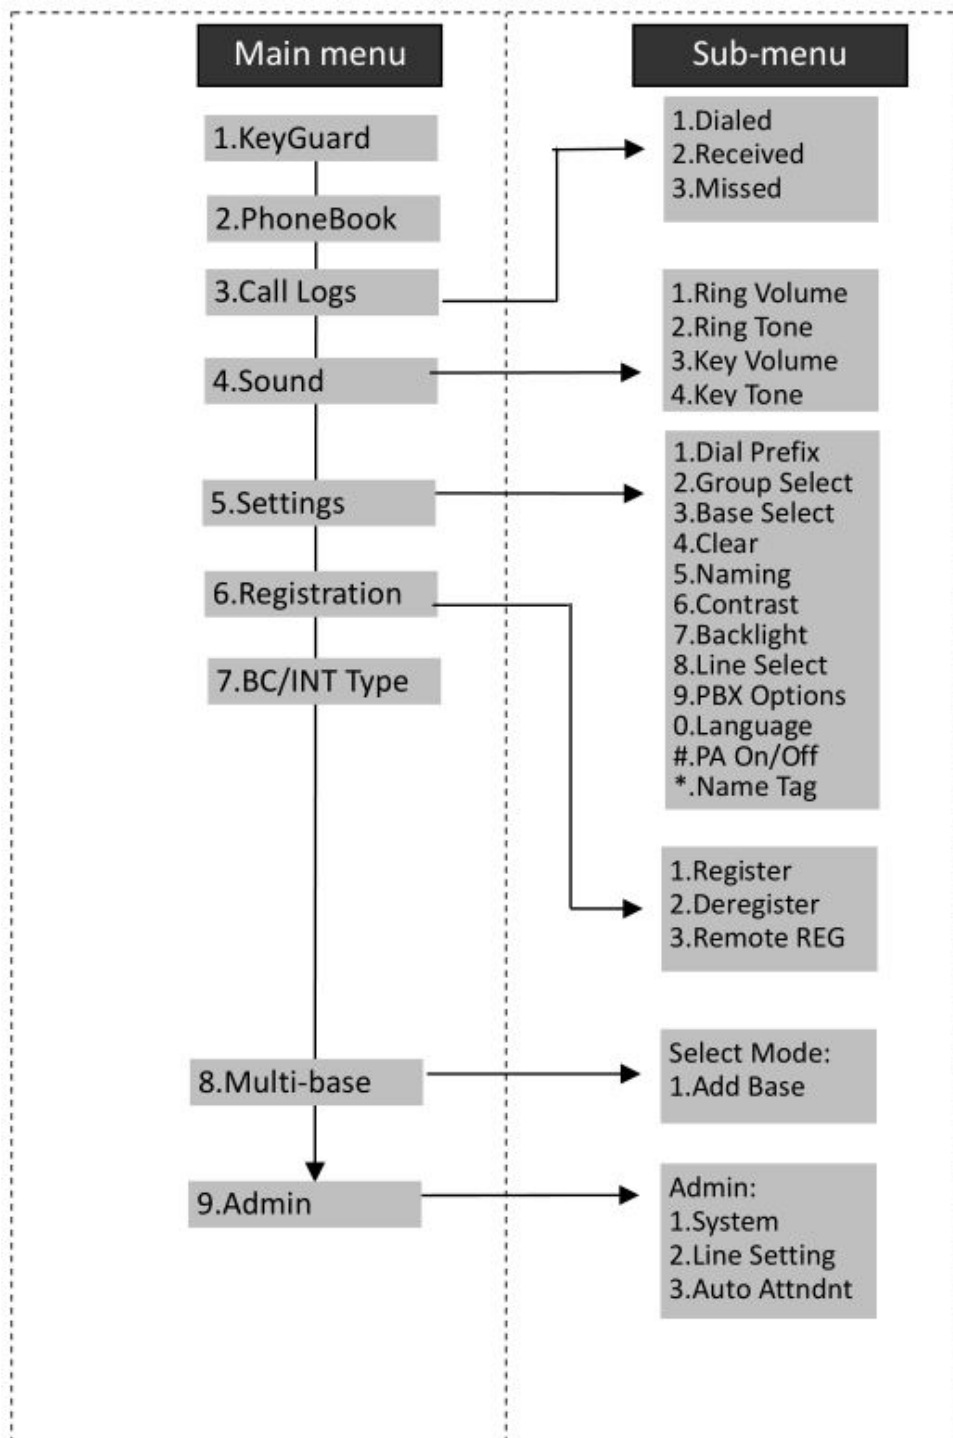 Main menu
1.KeyGuard
2.PhoneBook
3.Call Logs
4.Sound
5.Settings
6.Registration
7.BC/INT Type
8.Multi-base
9.Admin
Sub-menu
1.Dialed
2.Received
3.Missed
1.Ring Volume
2.Ring Tone
3.Key Volume
4.Key Tone
1.Dial Prefix
2.Group Select
3.Base Select
4.Clear
5.Naming
6.Contrast
7.Backlight
8.Line Select
9.PBX Options
0.Language
#.PA On/Off
*.Name Tag
1.Register
2.Deregister
3.Remote REG
Select Mode:
1.Add Base
Admin:
1.System
2.Line Setting
3.Auto Attndnt